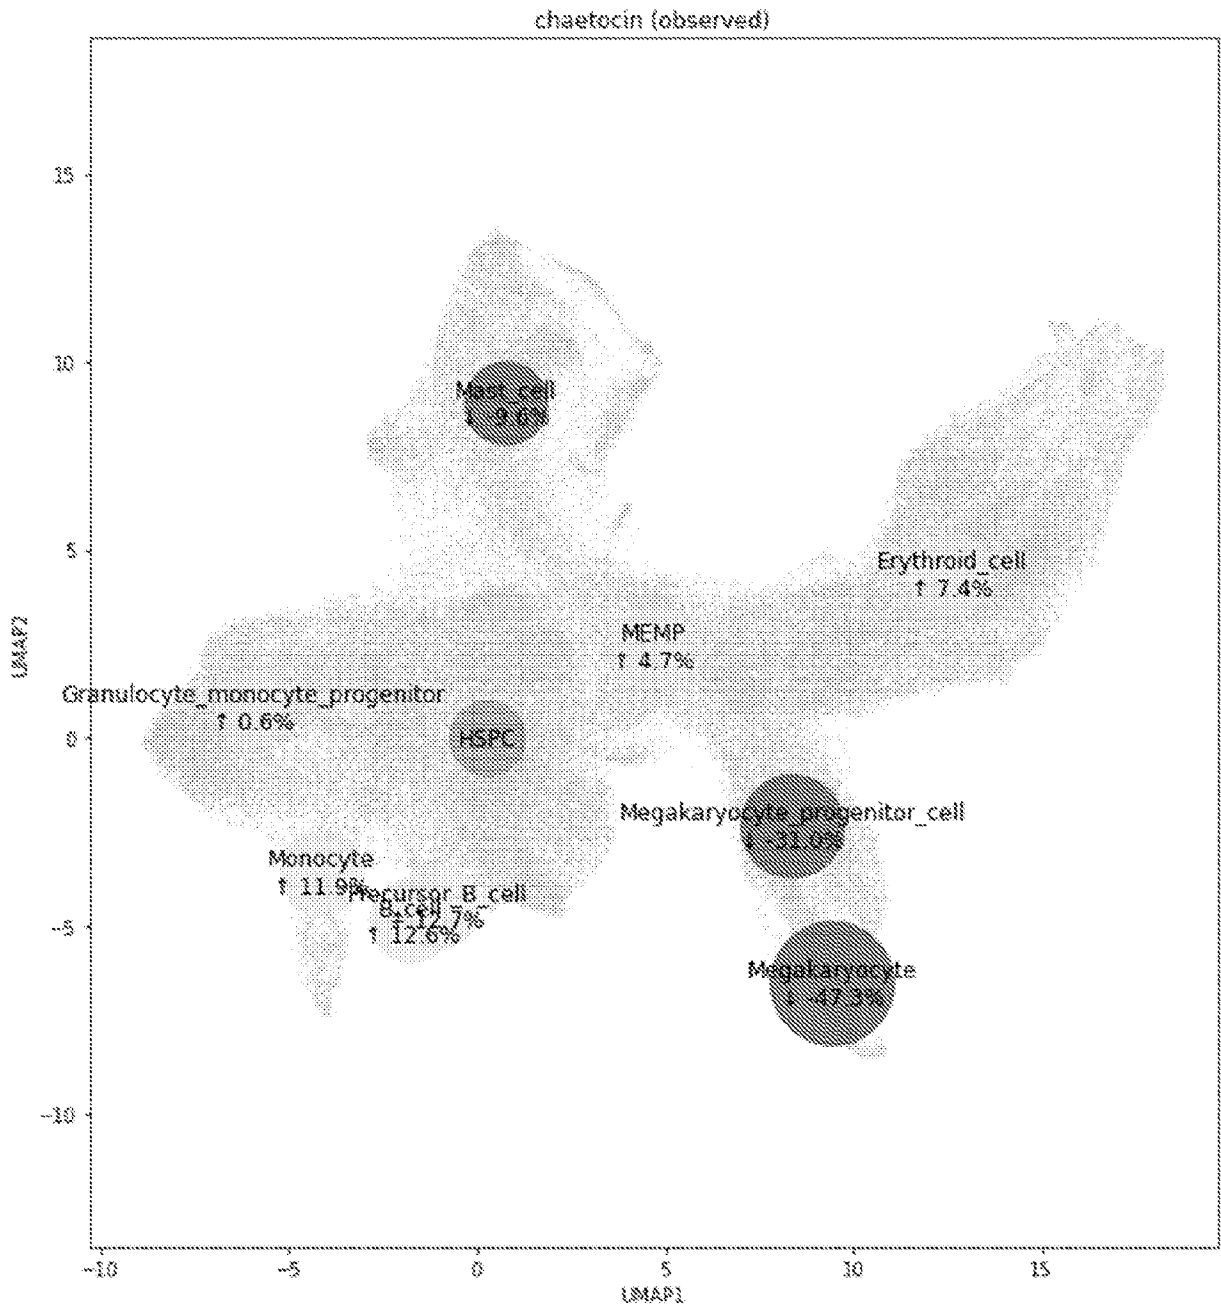 chaetocin (observed)
15
10
5
0
−5
−10
UMAP2
Mast_cell
↓ -9.6%
Erythroid_cell
↑ 7.4%
MEMP
↑ 4.7%
Granulocyte_monocyte_progenitor
↑ 0.6%
HSPC
Megakaryocyte_progenitor_cell
↓ -31.0%
Monocyte
↑ 11.9%
Precursor_B_cell
↑ 12.7%
B_cell
↑ 12.6%
Megakaryocyte
↓ -47.3%
−10
−5
0
5
10
15
UMAP1